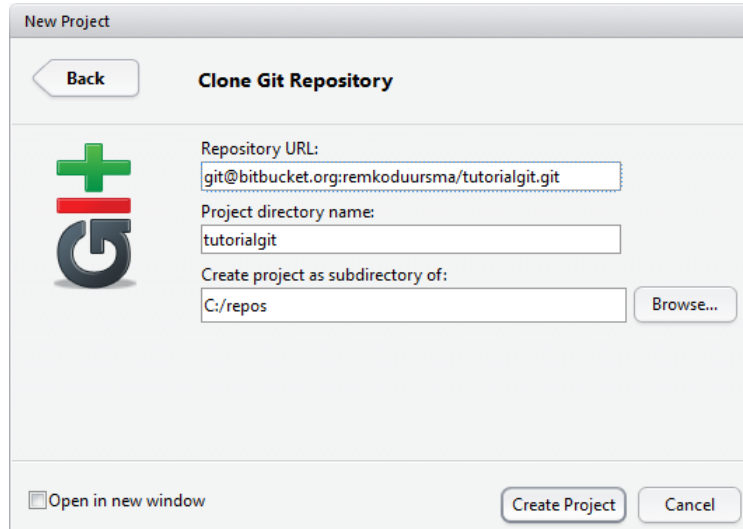 New Project
Back
Clone Git Repository
Repository URL:
git@bitbucket.org:remkoduursma/tutorialgit.git
Project directory name:
tutorialgit
Create project as subdirectory of:
C:/repos
Browse...
git
Open in new window
Create Project
Cancel